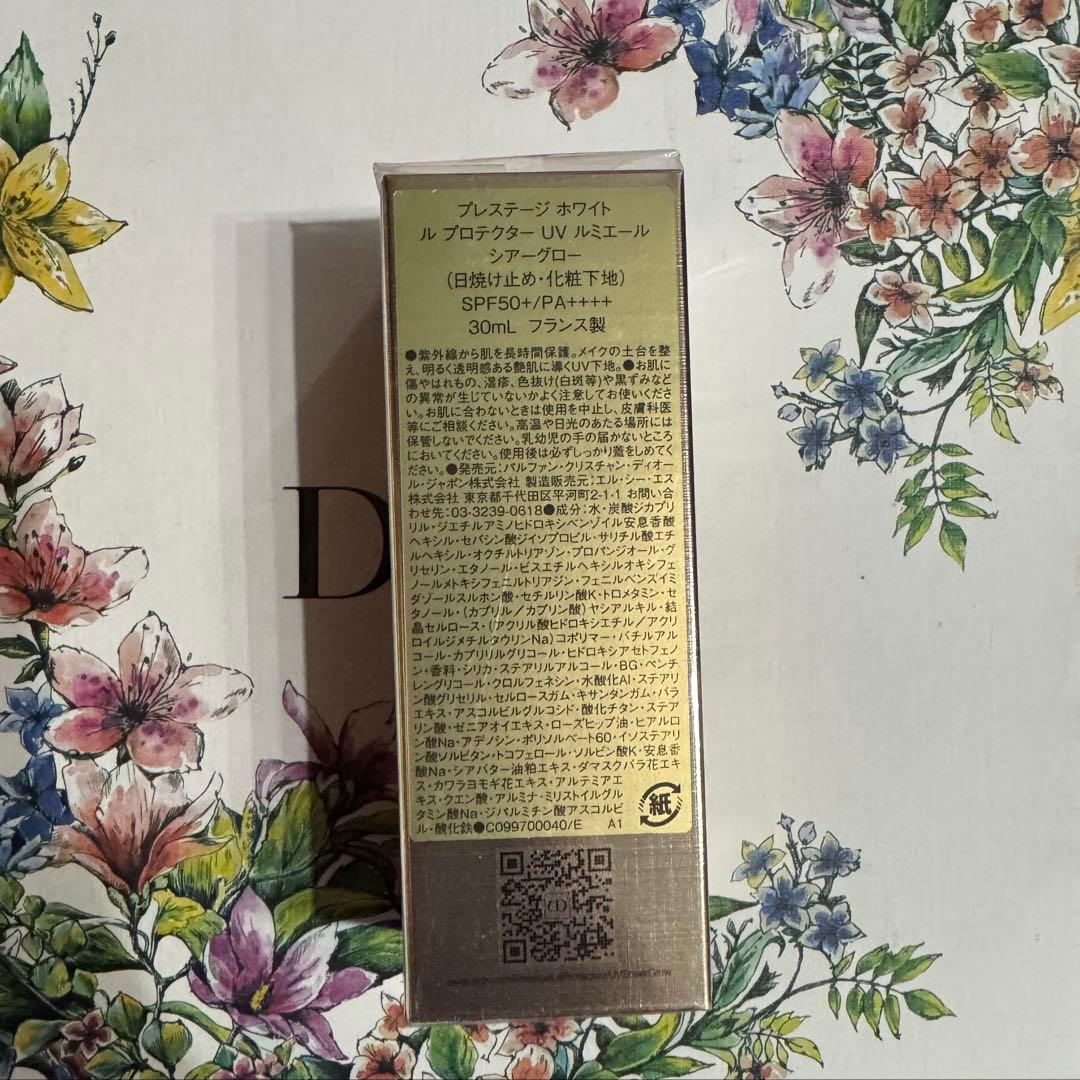 プレステージ ホワイト
ル プロテクター UV ルミエール
シアーグロー
(日焼け止め・化粧下地)
SPF50+/PA++++
30mL フランス製
●紫外線から肌を長時間保護。メイクの土台を整
え、明るく透明感ある艶肌に導くUV下地。●お肌に
傷やはれもの、湿疹、色抜け(白斑等)や黒ずみなど
の異常が生じていないかよく注意してお使いくださ
い。お肌に合わないときは使用を中止し、皮膚科医
等にご相談ください。高温や日光のあたる場所には
保管しないでください。乳幼児の手の届かないところ
においてください。使用後は必ずしっかり蓋をしめてく
ださい。●発売元:パルファン・クリスチャン・ディオー
ル・ジャポン株式会社 製造販売元:エル・シー・エス
株式会社 東京都千代田区平河町2-1-1 お問い合
わせ先:03-3239-0618●成分:水・炭酸ジカプリ
リル・ジエチルアミノヒドロキシベンゾイル安息香酸
ヘキシル・セバシン酸ジイソプロピル・サリチル酸エチ
ルヘキシル・オクチルトリアゾン・プロパンジオール・グ
リセリン・エタノール・ビスエチルヘキシルオキシフェ
ノールメトキシフェニルトリアジン・フェニルベンズイミ
ダゾールスルホン酸・セチルリン酸K・トロメタミン・セ
タノール・(カプリル/カプリン酸)ヤシアルキル・結
晶セルロース・(アクリル酸ヒドロキシエチル/アクリ
ロイルジメチルタウリンNa)コポリマー・バチルアル
コール・カプリリルグリコール・ヒドロキシアセトフェノ
ン・香料・シリカ・ステアリルアルコール・BG・ペンチ
レングリコール・クロルフェネシン・水酸化Al・ステアリ
ン酸グリセリル・セルロースガム・キサンタンガム・バラ
エキス・アスコルビルグルコシド・酸化チタン・ステア
リン酸・ゼニアオイエキス・ローズヒップ油・ヒアルロ
ン酸Na・アデノシン・ポリソルベート60・イソステアリ
ン酸ソルビタン・トコフェロール・ソルビン酸K・安息香
酸Na・シアバター油粕エキス・ダマスクバラ花エキ
ス・カワラヨモギ花エキス・アルテミアエ
キス・クエン酸・アルミナ・ミリストイルグル
タミン酸Na・ジパルミチン酸アスコルビ
ル・酸化鉄●C099700040/E A1
紙
D